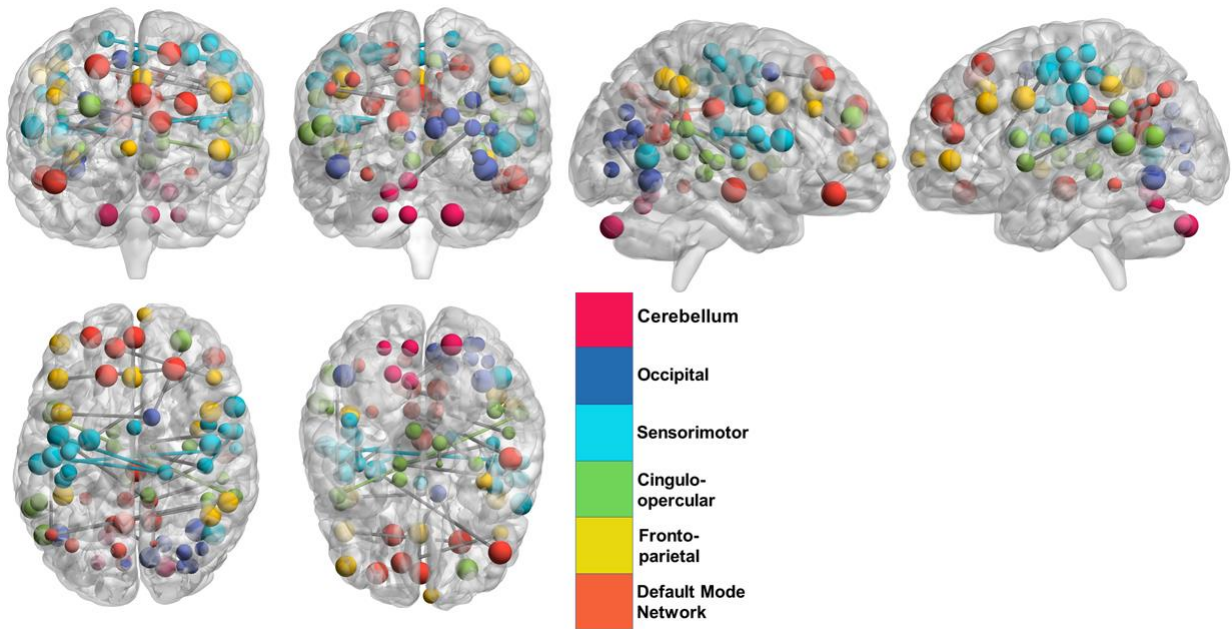 Cerebellum
Occipital
Sensorimotor
Cingulo-
opercular
Fronto-
parietal
Default Mode
Network